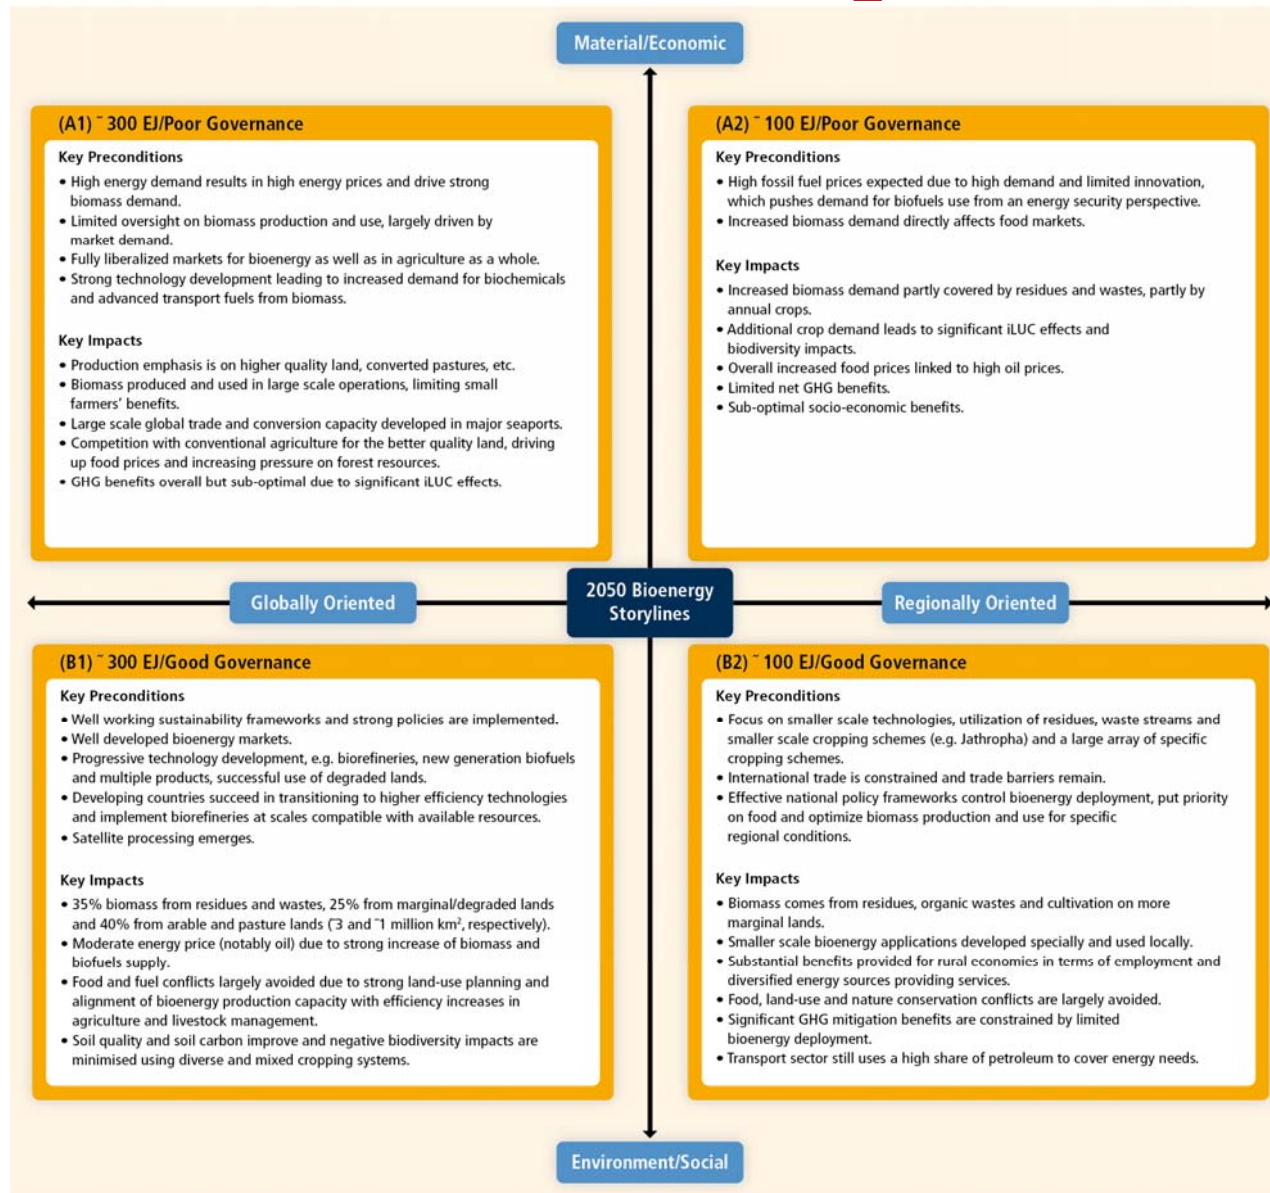 Material/Economic
(A1) ˜ 300 EJ/Poor Governance
Key Preconditions
• High energy demand results in high energy prices and drive strong
biomass demand.
• Limited oversight on biomass production and use, largely driven by
market demand.
• Fully liberalized markets for bioenergy as well as in agriculture as a whole.
• Strong technology development leading to increased demand for biochemicals
and advanced transport fuels from biomass.
Key Impacts
• Production emphasis is on higher quality land, converted pastures, etc.
• Biomass produced and used in large scale operations, limiting small
farmers' benefits.
• Large scale global trade and conversion capacity developed in major seaports.
• Competition with conventional agriculture for the better quality land, driving
up food prices and increasing pressure on forest resources.
• GHG benefits overall but sub-optimal due to significant iLUC effects.
(A2) ˜ 100 EJ/Poor Governance
Key Preconditions
• High fossil fuel prices expected due to high demand and limited innovation,
which pushes demand for biofuels use from an energy security perspective.
• Increased biomass demand directly affects food markets.
Key Impacts
• Increased biomass demand partly covered by residues and wastes, partly by
annual crops.
• Additional crop demand leads to significant iLUC effects and
biodiversity impacts.
• Overall increased food prices linked to high oil prices.
• Limited net GHG benefits.
• Sub-optimal socio-economic benefits.
Globally Oriented
2050 Bioenergy
Storylines
Regionally Oriented
(B1) ˜ 300 EJ/Good Governance
Key Preconditions
• Well working sustainability frameworks and strong policies are implemented.
• Well developed bioenergy markets.
• Progressive technology development, e.g. biorefineries, new generation biofuels
and multiple products, successful use of degraded lands.
• Developing countries succeed in transitioning to higher efficiency technologies
and implement biorefineries at scales compatible with available resources.
• Satellite processing emerges.
Key Impacts
• 35% biomass from residues and wastes, 25% from marginal/degraded lands
and 40% from arable and pasture lands (˜3 and ˜1 million km², respectively).
• Moderate energy price (notably oil) due to strong increase of biomass and
biofuels supply.
• Food and fuel conflicts largely avoided due to strong land-use planning and
alignment of bioenergy production capacity with efficiency increases in
agriculture and livestock management.
• Soil quality and soil carbon improve and negative biodiversity impacts are
minimised using diverse and mixed cropping systems.
(B2) ˜ 100 EJ/Good Governance
Key Preconditions
• Focus on smaller scale technologies, utilization of residues, waste streams and
smaller scale cropping schemes (e.g. Jathropha) and a large array of specific
cropping schemes.
• International trade is constrained and trade barriers remain.
• Effective national policy frameworks control bioenergy deployment, put priority
on food and optimize biomass production and use for specific
regional conditions.
Key Impacts
• Biomass comes from residues, organic wastes and cultivation on more
marginal lands.
• Smaller scale bioenergy applications developed specially and used locally.
• Substantial benefits provided for rural economies in terms of employment and
diversified energy sources providing services.
• Food, land-use and nature conservation conflicts are largely avoided.
• Significant GHG mitigation benefits are constrained by limited
bioenergy deployment.
• Transport sector still uses a high share of petroleum to cover energy needs.
Environment/Social